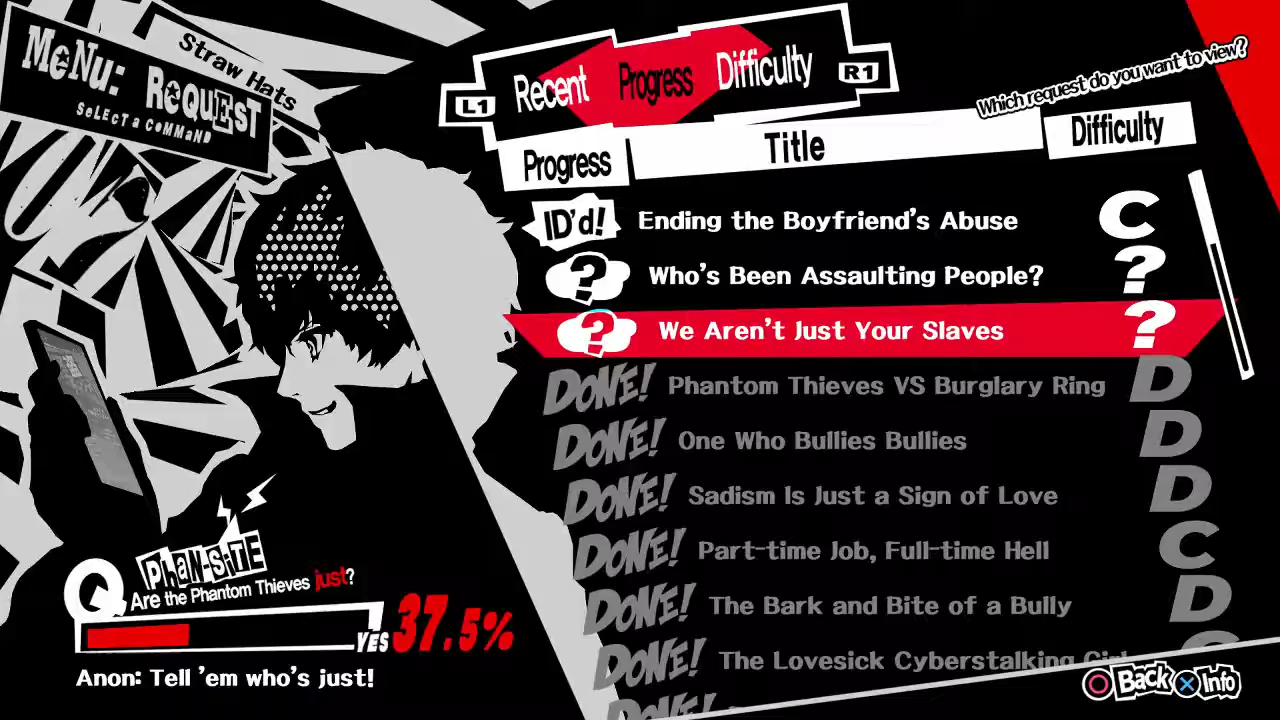 Straw Hats
MeNu: ReQuEST
SeLEcT a CoMMaND
L1 Recent Progress Difficulty R1
Which request do you want to view?
Progress Title Difficulty
ID'd! Ending the Boyfriend's Abuse C
? Who's Been Assaulting People? ?
? We Aren't Just Your Slaves ?
DONE! Phantom Thieves VS Burglary Ring D
DONE! One Who Bullies Bullies D
DONE! Sadism Is Just a Sign of Love D
DONE! Part-time Job, Full-time Hell C
DONE! The Bark and Bite of a Bully D
DONE! The Lovesick Cyberstalking Girl
PhaN-SiTE
Q Are the Phantom Thieves just?
YES 37.5%
Anon: Tell 'em who's just!
Back Info